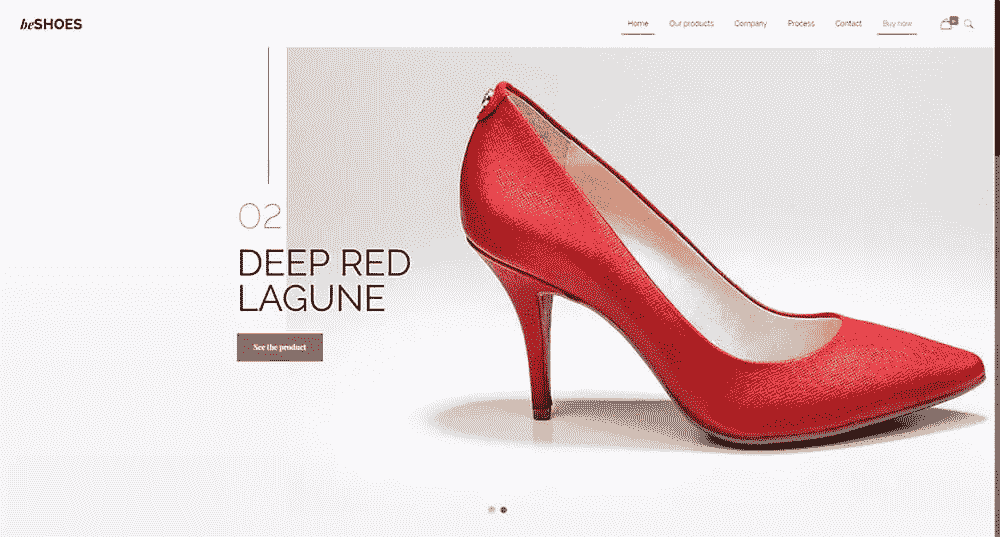 beSHOES
Home Our products Company Process Contact Buy now
02
DEEP RED
LAGUNE
See the product